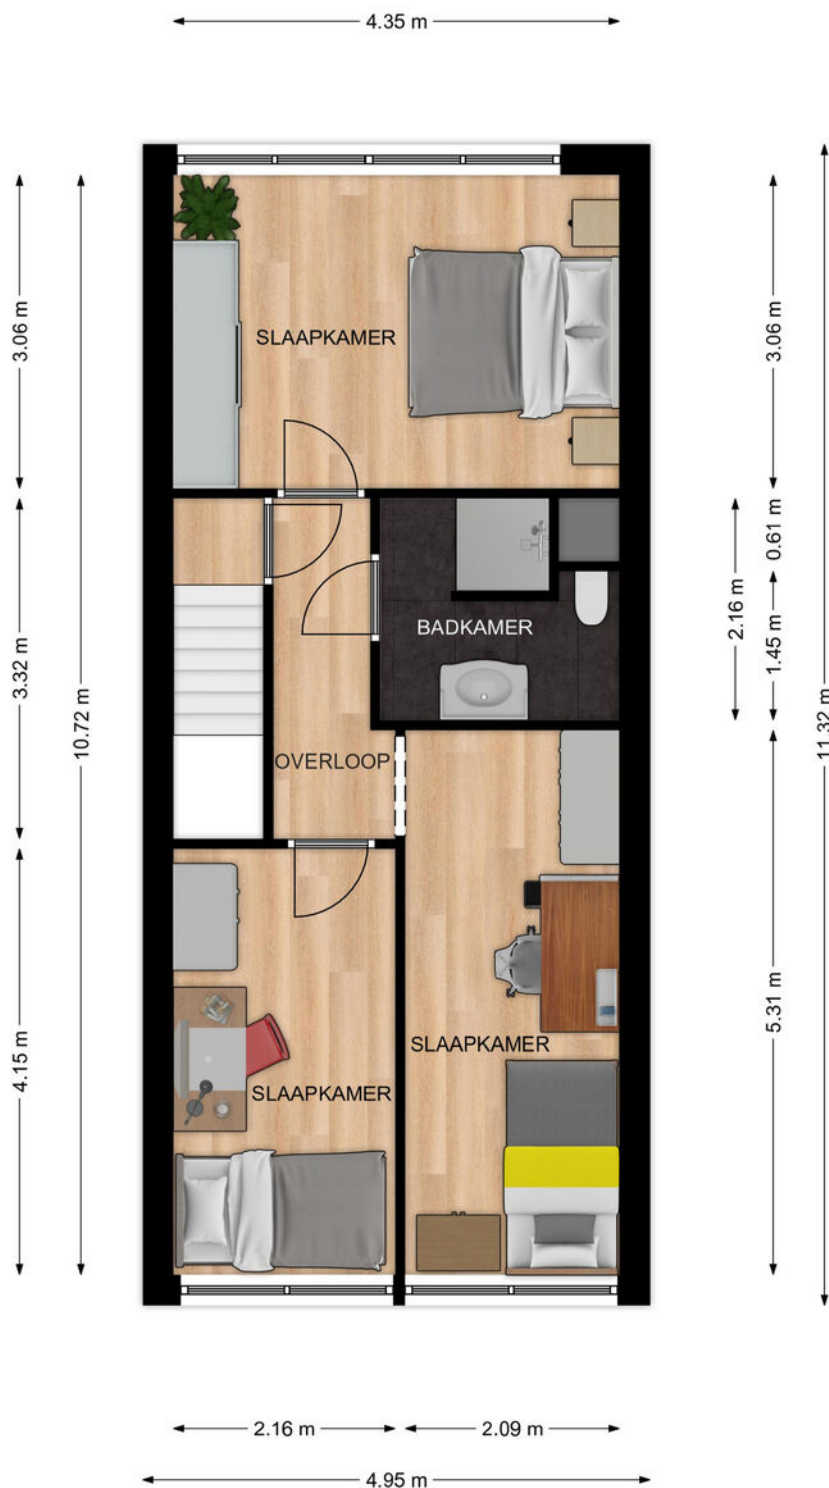 4.35 m
SLAAPKAMER
3.06 m
3.06 m
0.61 m
2.16 m
BADKAMER
1.45 m
3.32 m
10.72 m
11.32 m
OVERLOOP
5.31 m
SLAAPKAMER
4.15 m
SLAAPKAMER
2.16 m
2.09 m
4.95 m